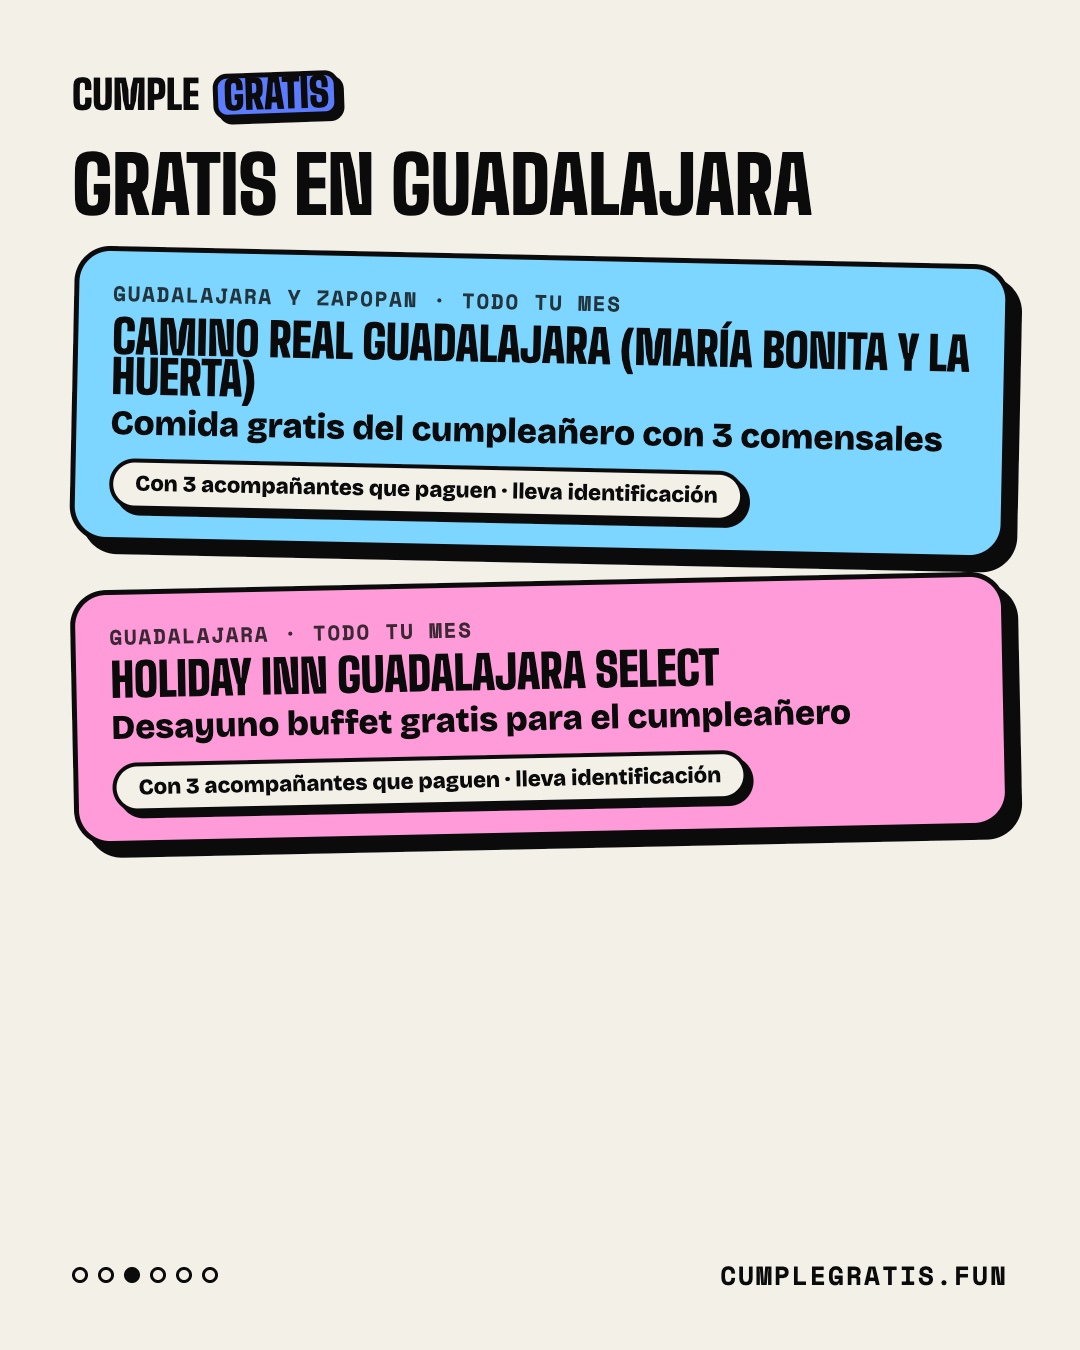 CUMPLE GRATIS
GRATIS EN GUADALAJARA
GUADALAJARA Y ZAPOPAN · TODO TU MES
CAMINO REAL GUADALAJARA (MARÍA BONITA Y LA
HUERTA)
Comida gratis del cumpleañero con 3 comensales
Con 3 acompañantes que paguen · lleva identificación
GUADALAJARA · TODO TU MES
HOLIDAY INN GUADALAJARA SELECT
Desayuno buffet gratis para el cumpleañero
Con 3 acompañantes que paguen · lleva identificación
CUMPLEGRATIS.FUN